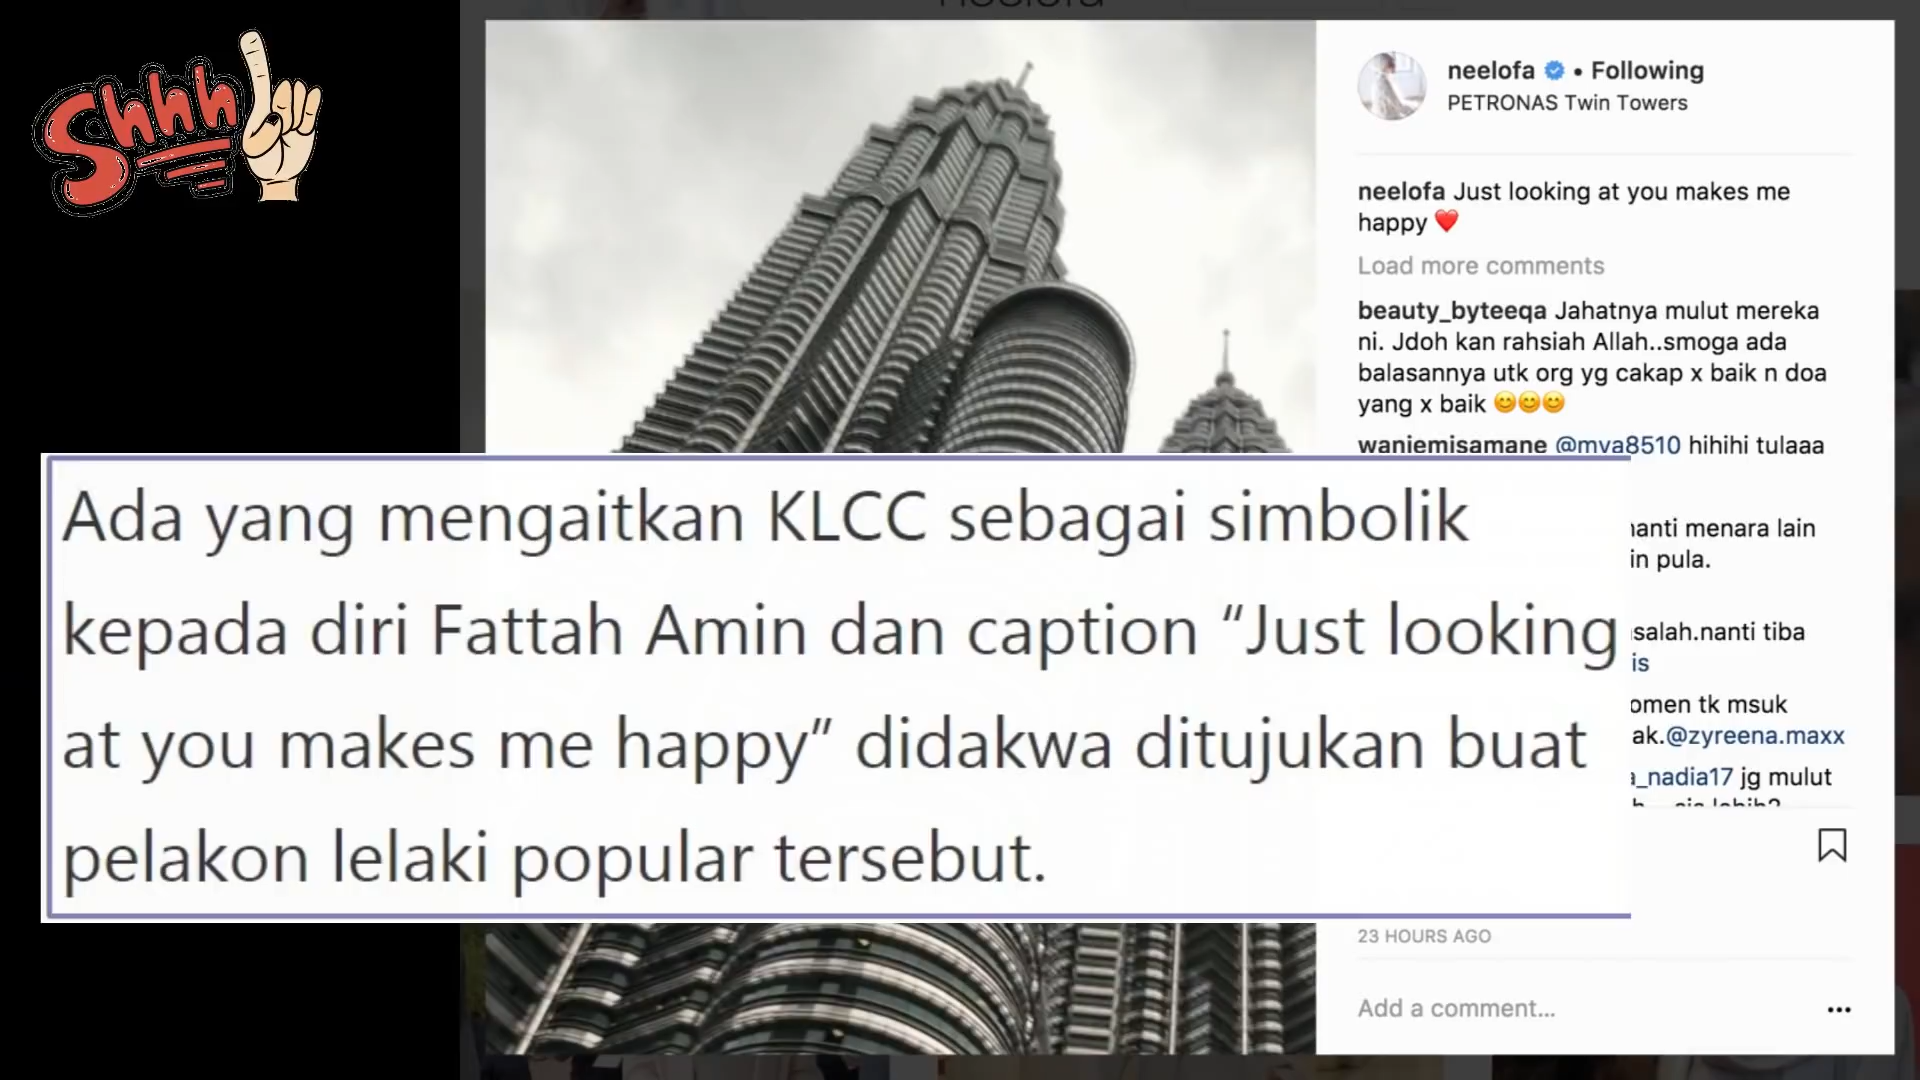 Shhh
neelofa • Following
PETRONAS Twin Towers
neelofa Just looking at you makes me
happy ❤️
Load more comments
beauty_byteeqa Jahatnya mulut mereka
ni. Jdoh kan rahsiah Allah..smoga ada
balasannya utk org yg cakap x baik n doa
yang x baik 😊😊😊
waniemisamane @mva8510 hihihi tulaaa
Ada yang mengaitkan KLCC sebagai simbolik
kepada diri Fattah Amin dan caption “Just looking
at you makes me happy” didakwa ditujukan buat
pelakon lelaki popular tersebut.
menara lain
in pula.
salah.nanti tiba
is
omen tk msuk
ak.@zyreena.maxx
a_nadia17 jg mulut
23 HOURS AGO
Add a comment...